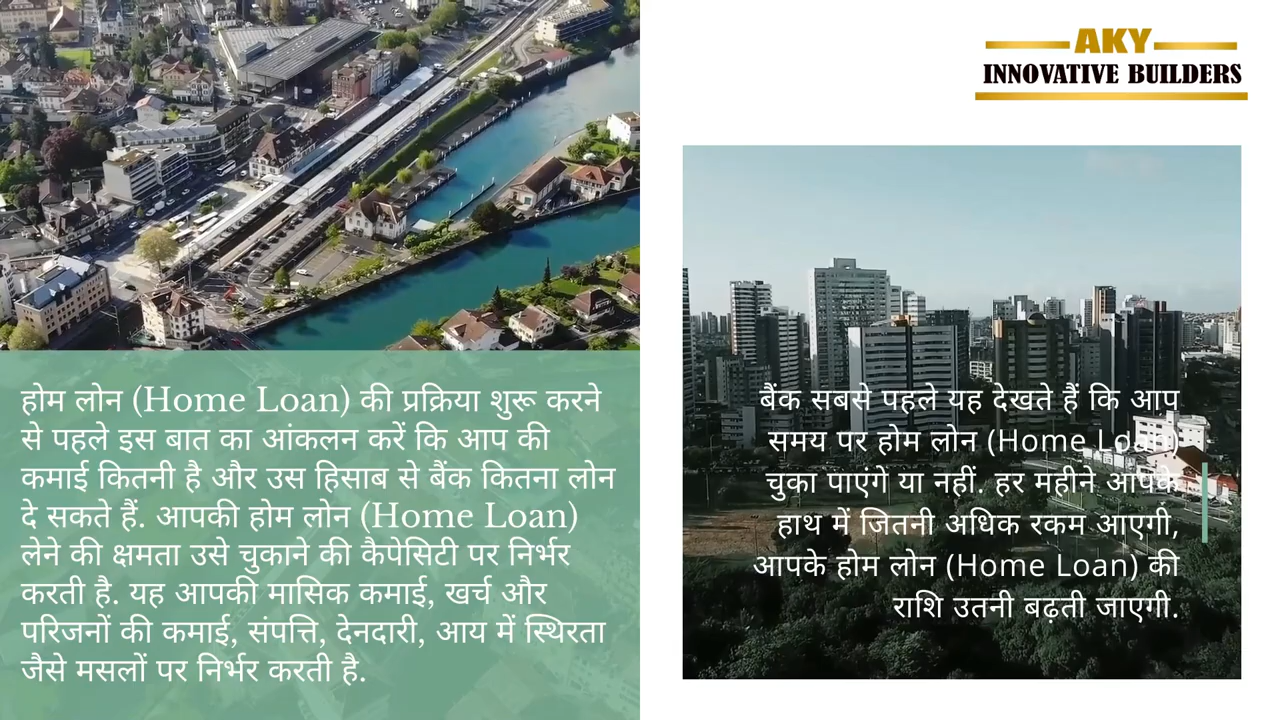 AKY
INNOVATIVE BUILDERS
होम लोन (Home Loan) की प्रक्रिया शुरू करने
से पहले इस बात का आंकलन करें कि आप की
कमाई कितनी है और उस हिसाब से बैंक कितना लोन
दे सकते हैं. आपकी होम लोन (Home Loan)
लेने की क्षमता उसे चुकाने की कैपेसिटी पर निर्भर
करती है. यह आपकी मासिक कमाई, खर्च और
परिजनों की कमाई, संपत्ति, देनदारी, आय में स्थिरता
जैसे मसलों पर निर्भर करती है.
बैंक सबसे पहले यह देखते हैं कि आप
समय पर होम लोन (Home Loan)
चुका पाएंगे या नहीं. हर महीने आपके
हाथ में जितनी अधिक रकम आएगी,
आपके होम लोन (Home Loan) की
राशि उतनी बढ़ती जाएगी.